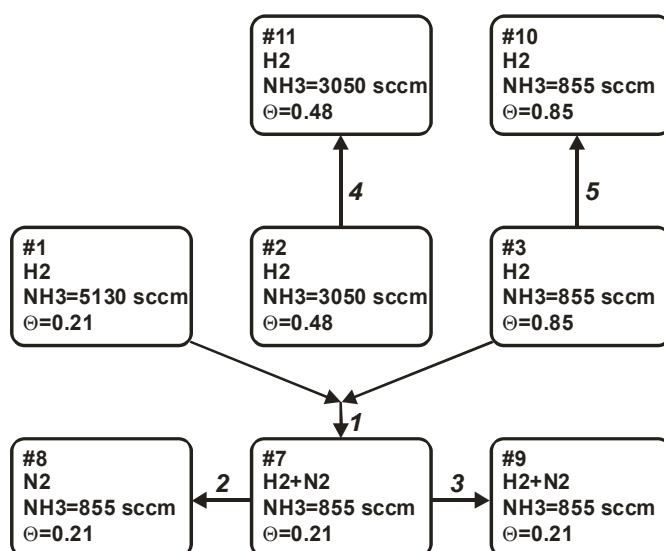 #11
H2
NH3=3050 sccm
Θ=0.48
#10
H2
NH3=855 sccm
Θ=0.85
4
5
#1
H2
NH3=5130 sccm
Θ=0.21
#2
H2
NH3=3050 sccm
Θ=0.48
#3
H2
NH3=855 sccm
Θ=0.85
1
#8
N2
NH3=855 sccm
Θ=0.21
2
#7
H2+N2
NH3=855 sccm
Θ=0.21
3
#9
H2+N2
NH3=855 sccm
Θ=0.21